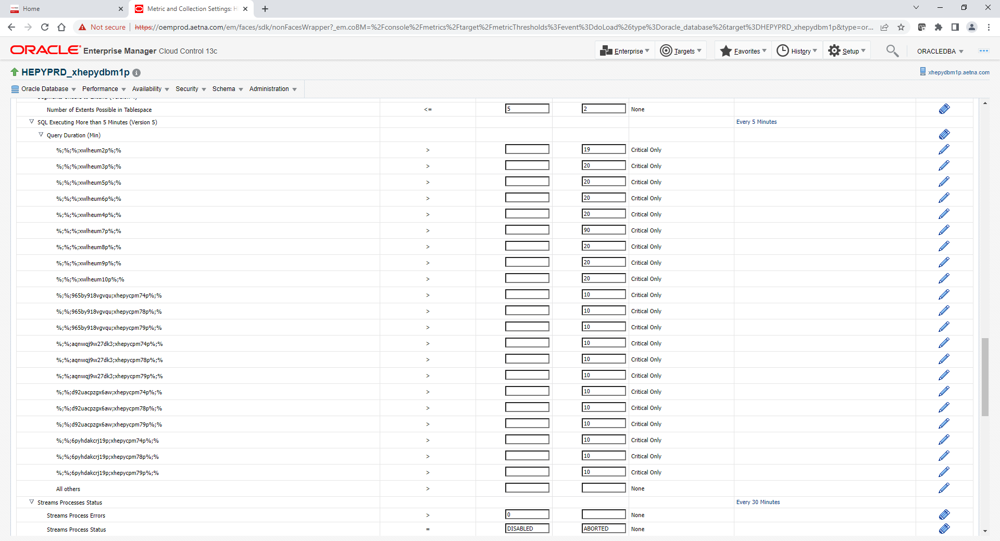 Home
Metric and Collection Settings: H
Not secure https://oemprod.aetna.com/em/faces/sdk/nonFacesWrapper?_em.coBM=%2Fconsole%2Fmetrics%2Ftarget%2FmetricThresholds%3Fevent%3DdoLoad%26type%3Doracle_database%26target%3DHEPYPRD_xhepydbm1p&type=or...
ORACLE Enterprise Manager Cloud Control 13c
Enterprise Targets Favorites History Setup ORACLEDBA
HEPYPRD_xhepydbm1p
xhepydbm1p.aetna.com
Oracle Database Performance Availability Security Schema Administration
Number of Extents Possible in Tablespace <= 5 2 None
SQL Executing More than 5 Minutes (Version 5) Every 5 Minutes
Query Duration (Min)
%;%;%;xwlheum2p%;% > 19 Critical Only
%;%;%;xwlheum3p%;% > 20 Critical Only
%;%;%;xwlheum5p%;% > 20 Critical Only
%;%;%;xwlheum6p%;% > 20 Critical Only
%;%;%;xwlheum4p%;% > 20 Critical Only
%;%;%;xwlheum7p%;% > 90 Critical Only
%;%;%;xwlheum8p%;% > 20 Critical Only
%;%;%;xwlheum9p%;% > 20 Critical Only
%;%;%;xwlheum10p%;% > 20 Critical Only
%;%;965by918vgvqu;xhepycpm74p%;% > 10 Critical Only
%;%;965by918vgvqu;xhepycpm78p%;% > 10 Critical Only
%;%;965by918vgvqu;xhepycpm79p%;% > 10 Critical Only
%;%;aqnwqj9w27dk3;xhepycpm74p%;% > 10 Critical Only
%;%;aqnwqj9w27dk3;xhepycpm78p%;% > 10 Critical Only
%;%;aqnwqj9w27dk3;xhepycpm79p%;% > 10 Critical Only
%;%;d92uacpzgx6aw;xhepycpm74p%;% > 10 Critical Only
%;%;d92uacpzgx6aw;xhepycpm78p%;% > 10 Critical Only
%;%;d92uacpzgx6aw;xhepycpm79p%;% > 10 Critical Only
%;%;6pyhdakcrj19p;xhepycpm74p%;% > 10 Critical Only
%;%;6pyhdakcrj19p;xhepycpm78p%;% > 10 Critical Only
%;%;6pyhdakcrj19p;xhepycpm79p%;% > 10 Critical Only
All others > None
Streams Processes Status Every 30 Minutes
Streams Process Errors > 0 None
Streams Process Status = DISABLED ABORTED None